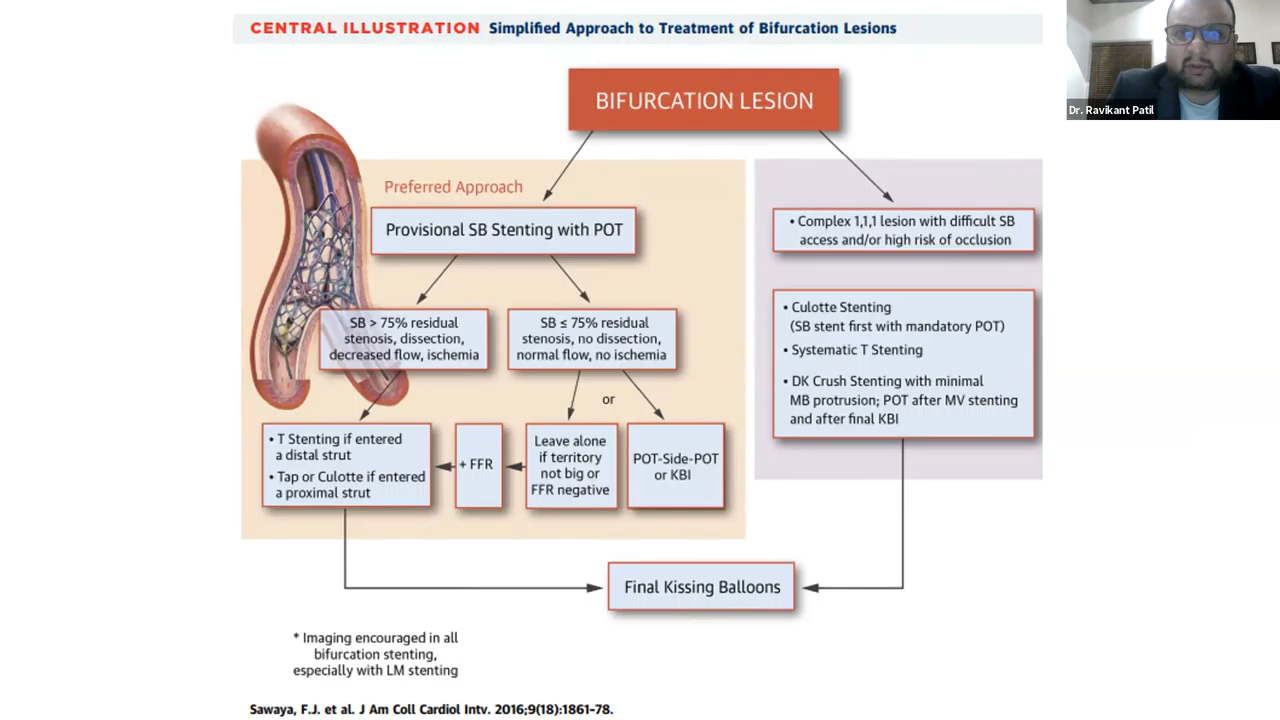 CENTRAL ILLUSTRATION Simplified Approach to Treatment of Bifurcation Lesions
Dr. Ravikant Patil
BIFURCATION LESION
Preferred Approach
Provisional SB Stenting with POT
SB > 75% residual
stenosis, dissection,
decreased flow, ischemia
SB ≤ 75% residual
stenosis, no dissection,
normal flow, no ischemia
or
• T Stenting if entered
a distal strut
• Tap or Culotte if entered
a proximal strut
+ FFR
Leave alone
if territory
not big or
FFR negative
POT-Side-POT
or KBI
• Complex 1,1,1 lesion with difficult SB
access and/or high risk of occlusion
• Culotte Stenting
(SB stent first with mandatory POT)
• Systematic T Stenting
• DK Crush Stenting with minimal
MB protrusion; POT after MV stenting
and after final KBI
Final Kissing Balloons
* Imaging encouraged in all
bifurcation stenting,
especially with LM stenting
Sawaya, F.J. et al. J Am Coll Cardiol Intv. 2016;9(18):1861-78.